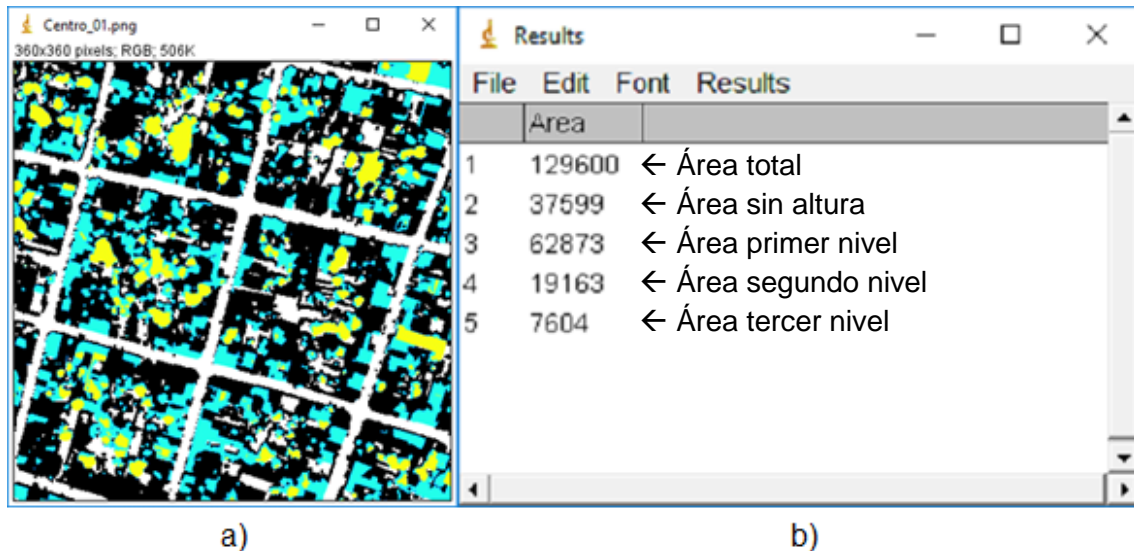 Centro_01.png
360x360 pixels; RGB; 506K
Results
File Edit Font Results
Area
1 129600 ← Área total
2 37599 ← Área sin altura
3 62873 ← Área primer nivel
4 19163 ← Área segundo nivel
5 7604 ← Área tercer nivel
a)
b)